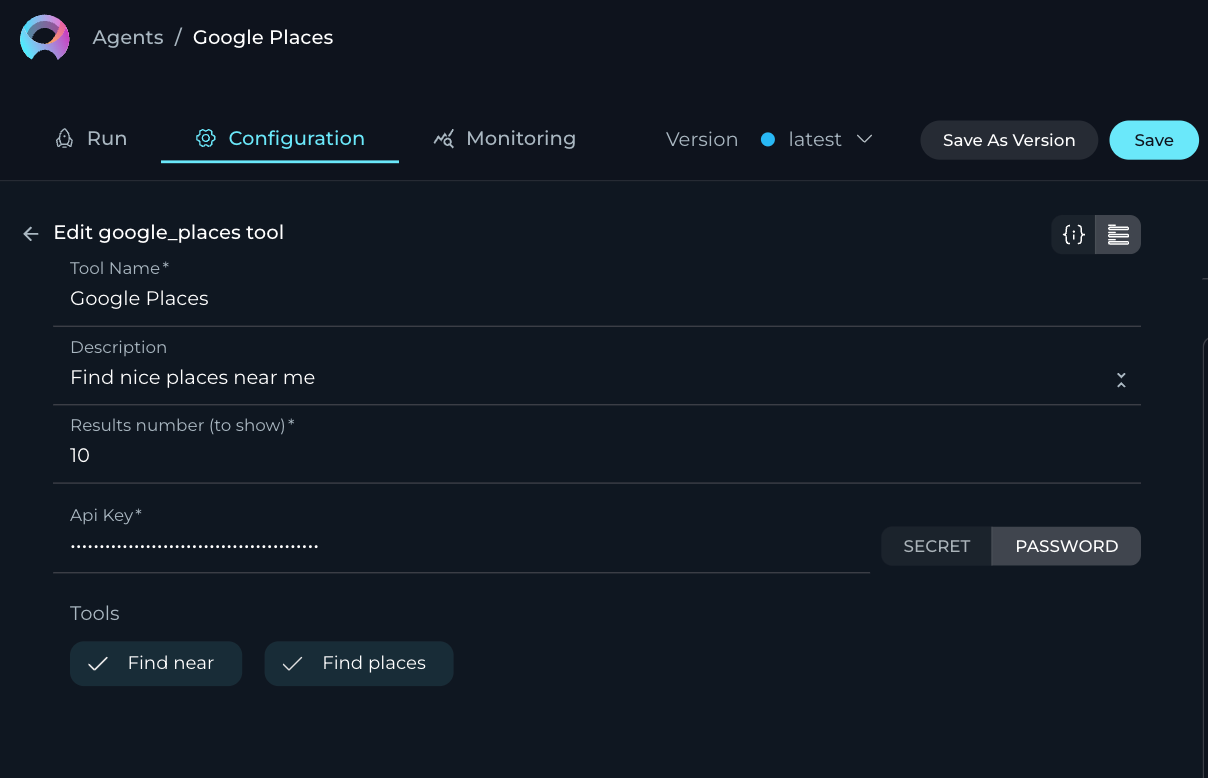 Agents / Google Places
Run
Configuration
Monitoring
Version
latest
Save As Version
Save
Edit google_places tool
{i}
Tool Name*
Google Places
Description
Find nice places near me
Results number (to show)*
10
Api Key*
SECRET
PASSWORD
Tools
Find near
Find places